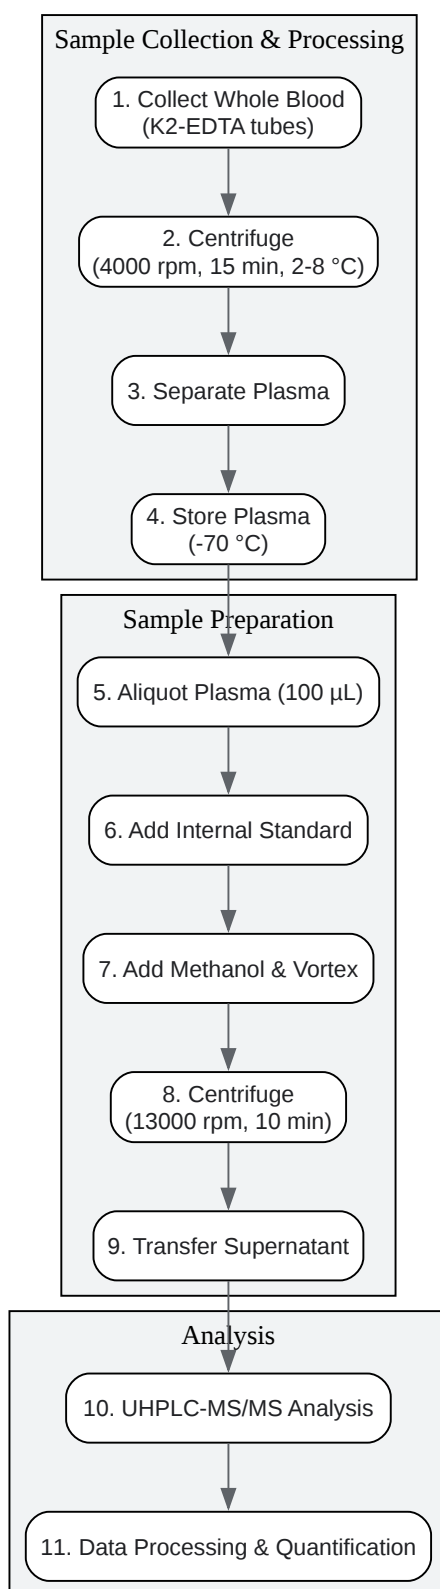 Sample Collection & Processing
1. Collect Whole Blood
(K2-EDTA tubes)
2. Centrifuge
(4000 rpm, 15 min, 2-8 °C)
3. Separate Plasma
4. Store Plasma
(-70 °C)
Sample Preparation
5. Aliquot Plasma (100 µL)
6. Add Internal Standard
7. Add Methanol & Vortex
8. Centrifuge
(13000 rpm, 10 min)
9. Transfer Supernatant
Analysis
10. UHPLC-MS/MS Analysis
11. Data Processing & Quantification